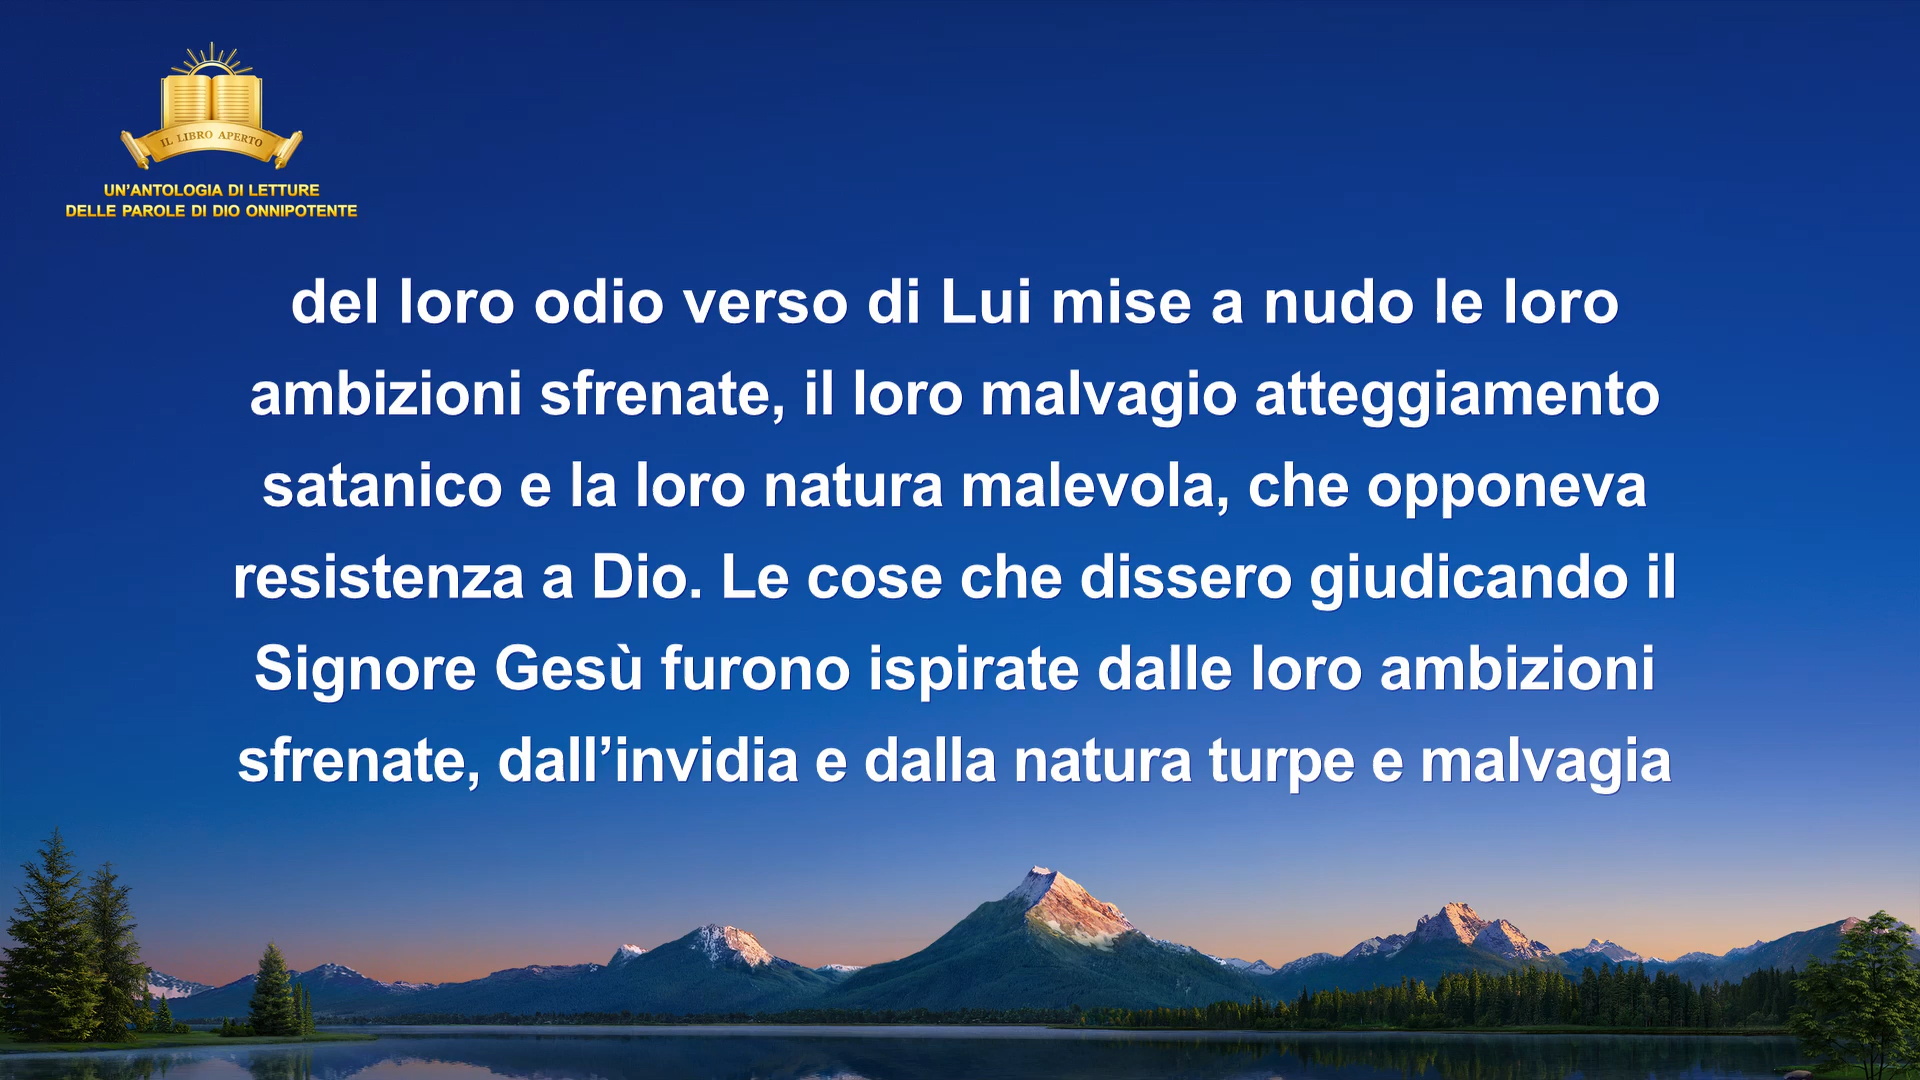 IL LIBRO APERTO
UN’ANTOLOGIA DI LETTURE
DELLE PAROLE DI DIO ONNIPOTENTE
del loro odio verso di Lui mise a nudo le loro
ambizioni sfrenate, il loro malvagio atteggiamento
satanico e la loro natura malevola, che opponeva
resistenza a Dio. Le cose che dissero giudicando il
Signore Gesù furono ispirate dalle loro ambizioni
sfrenate, dall’invidia e dalla natura turpe e malvagia